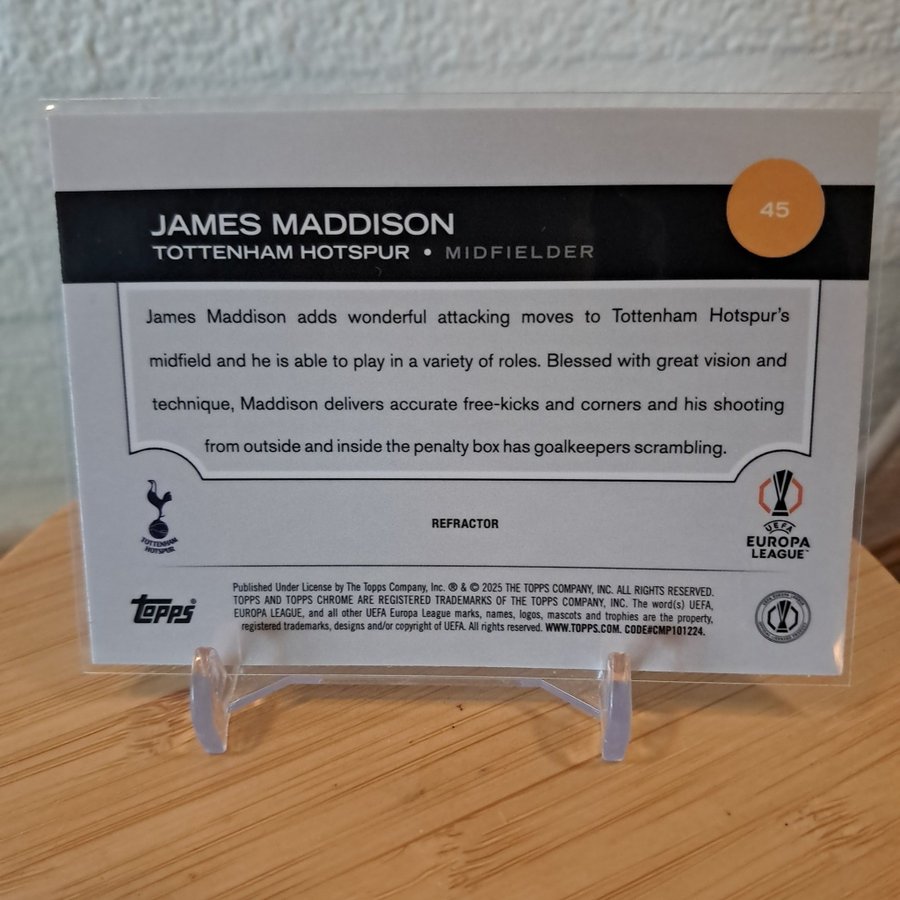 45
JAMES MADDISON
TOTTENHAM HOTSPUR • MIDFIELDER
James Maddison adds wonderful attacking moves to Tottenham Hotspur's
midfield and he is able to play in a variety of roles. Blessed with great vision and
technique, Maddison delivers accurate free-kicks and corners and his shooting
from outside and inside the penalty box has goalkeepers scrambling.
TOTTENHAM
HOTSPUR
REFRACTOR
UEFA
EUROPA
LEAGUE™
topps®
Published Under License by The Topps Company, Inc. ® & © 2025 THE TOPPS COMPANY, INC. ALL RIGHTS RESERVED.
TOPPS AND TOPPS CHROME ARE REGISTERED TRADEMARKS OF THE TOPPS COMPANY, INC. The word(s) UEFA,
EUROPA LEAGUE, and all other UEFA Europa League marks, names, logos, mascots and trophies are the property,
registered trademarks, designs and/or copyright of UEFA. All rights reserved. WWW.TOPPS.COM. CODE#CMP101224.